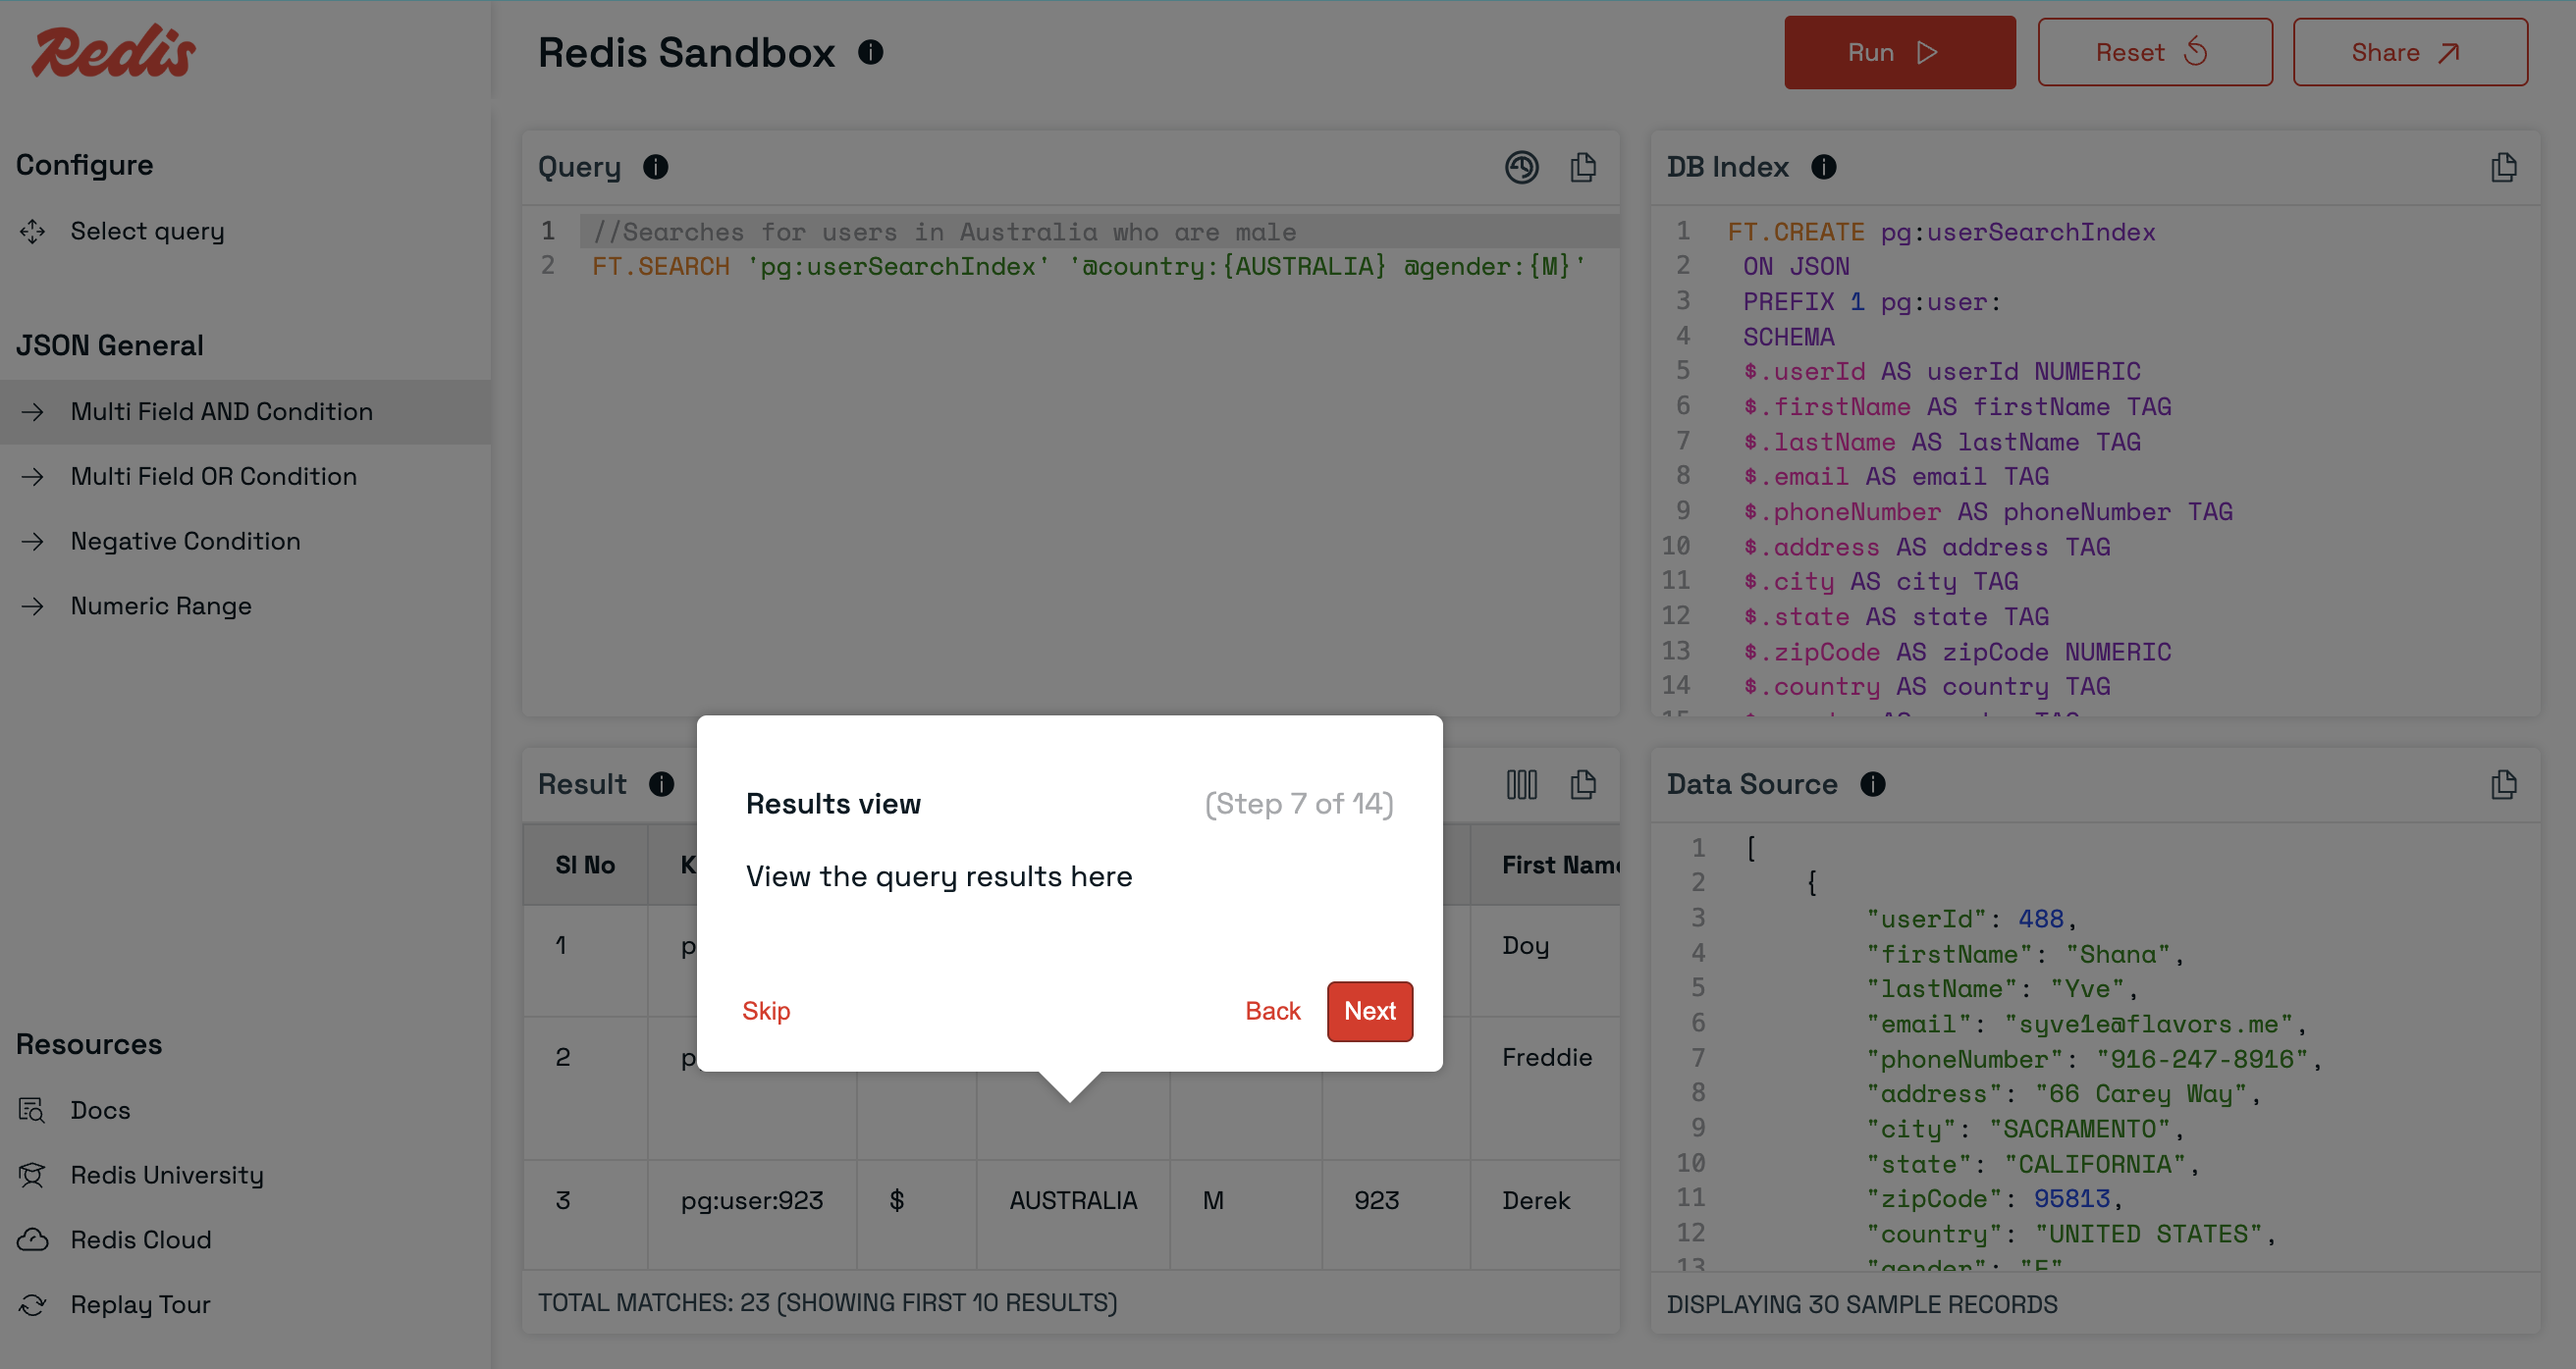 Redis
Redis Sandbox
Run
Reset
Share
Configure
Select query
JSON General
Multi Field AND Condition
Multi Field OR Condition
Negative Condition
Numeric Range
Resources
Docs
Redis University
Redis Cloud
Replay Tour
Query
1 //Searches for users in Australia who are male
2 FT.SEARCH 'pg:userSearchIndex' '@country:{AUSTRALIA} @gender:{M}'
DB Index
1 FT.CREATE pg:userSearchIndex
2 ON JSON
3 PREFIX 1 pg:user:
4 SCHEMA
5 $.userId AS userId NUMERIC
6 $.firstName AS firstName TAG
7 $.lastName AS lastName TAG
8 $.email AS email TAG
9 $.phoneNumber AS phoneNumber TAG
10 $.address AS address TAG
11 $.city AS city TAG
12 $.state AS state TAG
13 $.zipCode AS zipCode NUMERIC
14 $.country AS country TAG
Result
Sl No First Name
1 Doy
2 Freddie
3 pg:user:923 $ AUSTRALIA M 923 Derek
TOTAL MATCHES: 23 (SHOWING FIRST 10 RESULTS)
Results view (Step 7 of 14)
View the query results here
Skip Back Next
Data Source
1 [
2 {
3 "userId": 488,
4 "firstName": "Shana",
5 "lastName": "Yve",
6 "email": "syve1e@flavors.me",
7 "phoneNumber": "916-247-8916",
8 "address": "66 Carey Way",
9 "city": "SACRAMENTO",
10 "state": "CALIFORNIA",
11 "zipCode": 95813,
12 "country": "UNITED STATES",
13 "gender": "F"
DISPLAYING 30 SAMPLE RECORDS